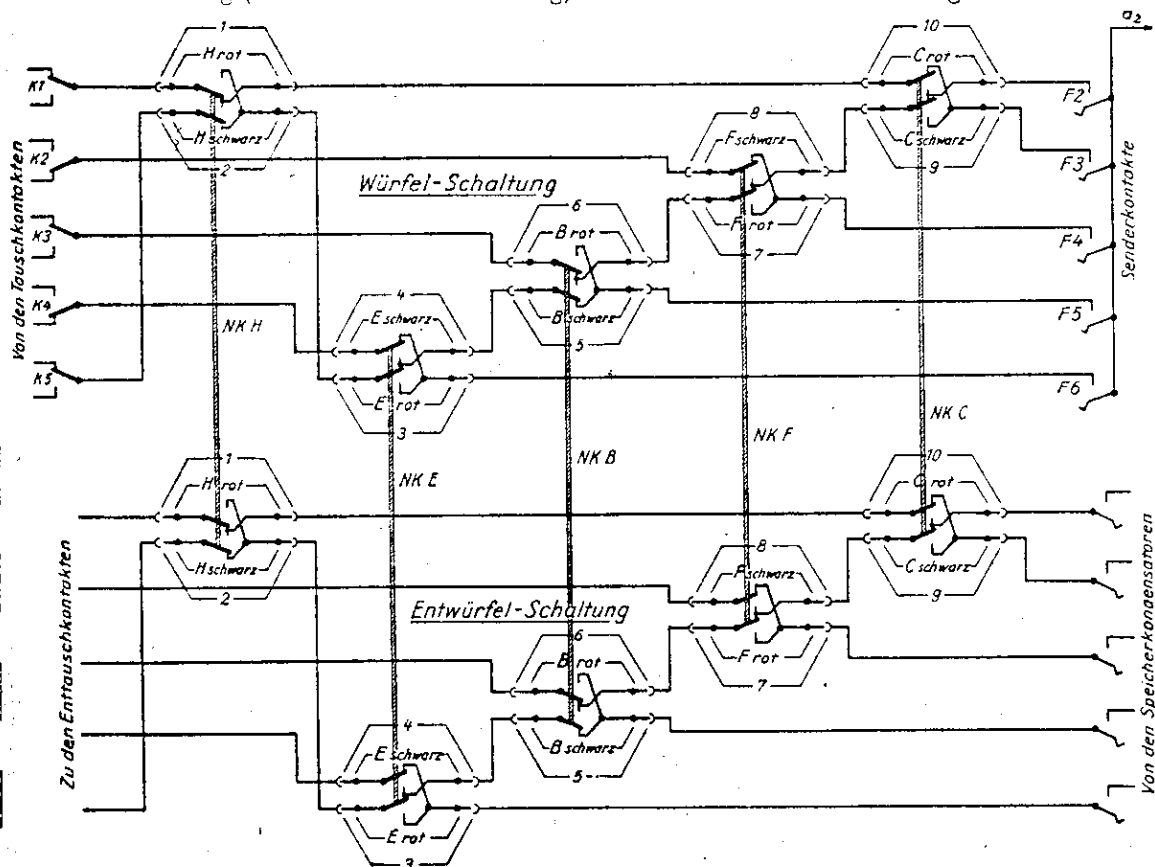 a2
1
10
H rot
C rot
K1
F2
H schwarz
C schwarz
2
9
8
K2
F schwarz
F3
Würfel-Schaltung
Von den Tauschkontakten
Senderkontakte
6
K3
B rot
F rot
F4
7
4
K4
E schwarz
B schwarz
F5
NK H
5
K5
E rot
F6
3
NK C
NK F
NK B
NK E
1
10
H rot
C rot
H schwarz
C schwarz
2
9
8
F schwarz
Zu den Enttauschkontakten
Entwürfel-Schaltung
Von den Speicherkondensatoren
6
B rot
F rot
7
4
E schwarz
B schwarz
5
E rot
3